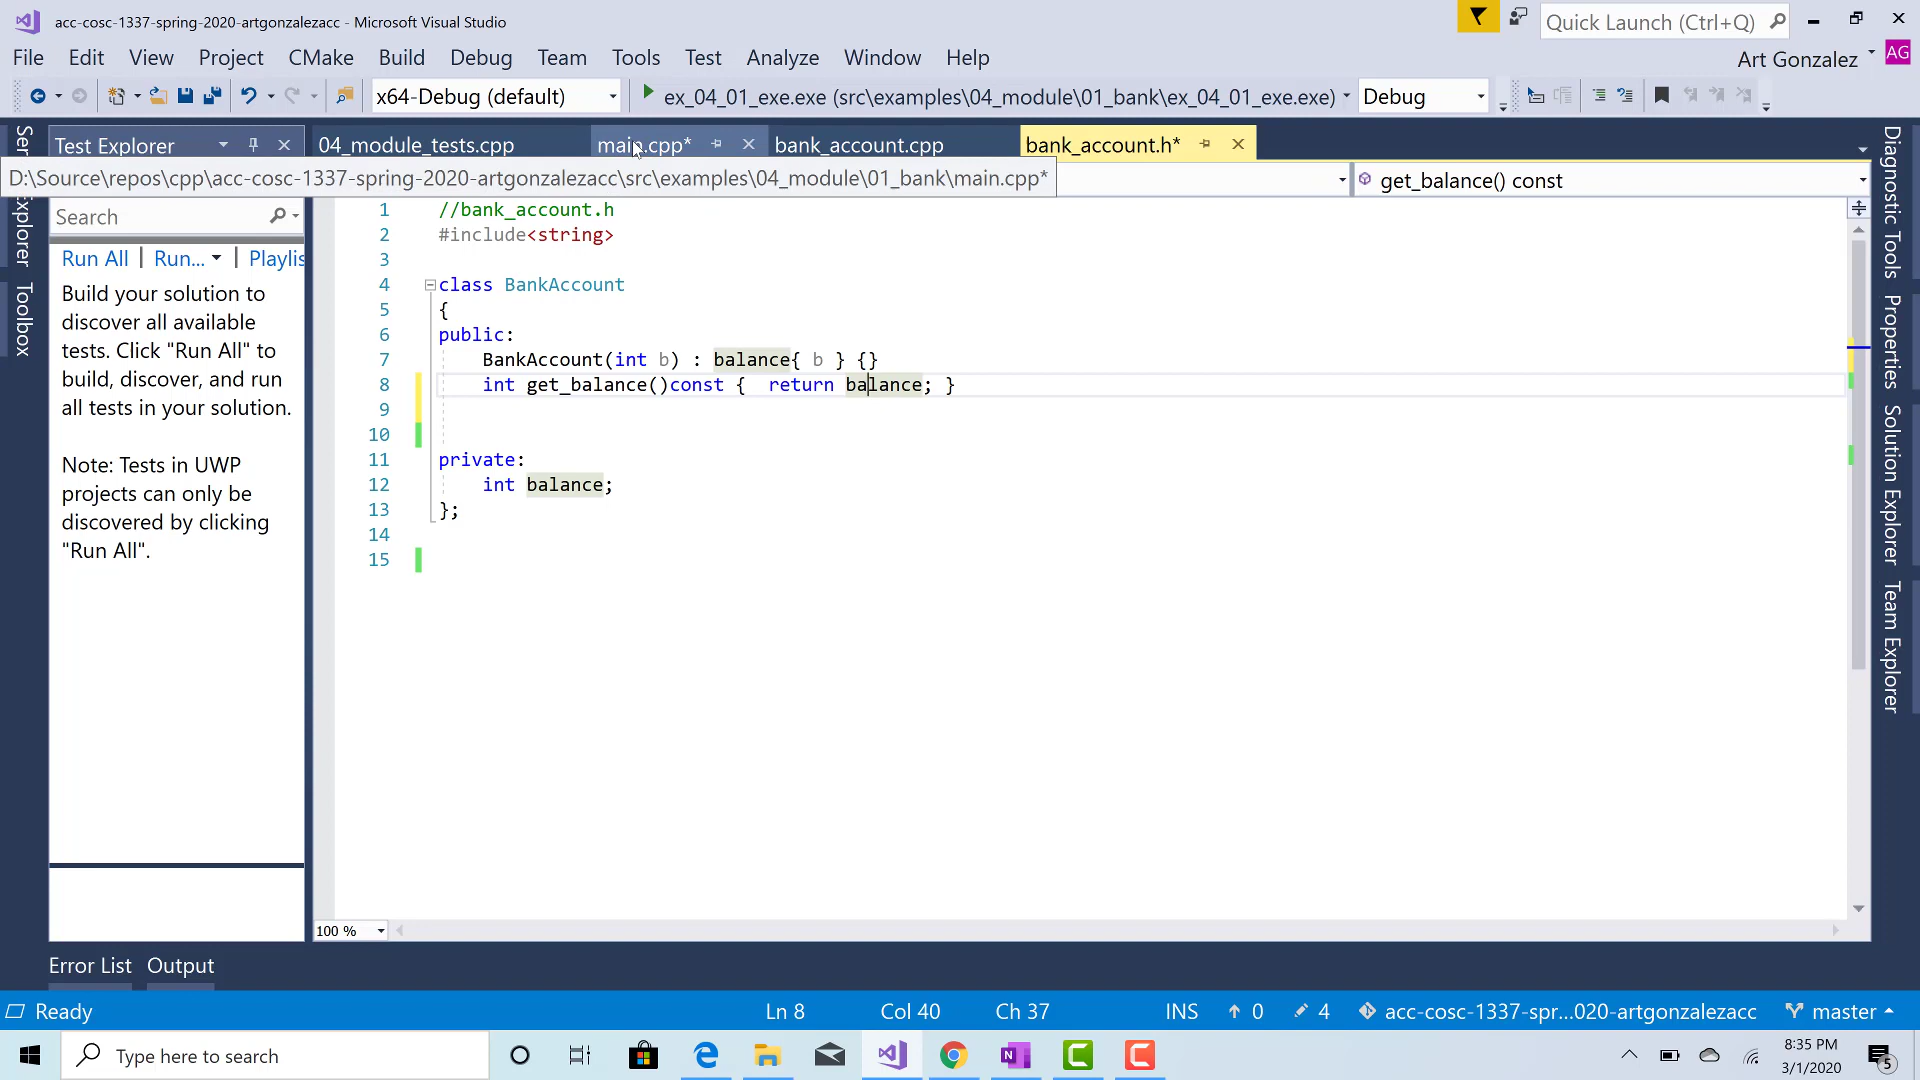 acc-cosc-1337-spring-2020-artgonzalezacc - Microsoft Visual Studio
Quick Launch (Ctrl+Q)
File Edit View Project CMake Build Debug Team Tools Test Analyze Window Help
Art Gonzalez
AG
x64-Debug (default)
ex_04_01_exe.exe (src\examples\04_module\01_bank\ex_04_01_exe.exe)
Debug
Test Explorer
04_module_tests.cpp
main.cpp*
bank_account.cpp
bank_account.h*
D:\Source\repos\cpp\acc-cosc-1337-spring-2020-artgonzalezacc\src\examples\04_module\01_bank\main.cpp*
get_balance() const
Search
Run All | Run... | Playlis
Build your solution to
discover all available
tests. Click "Run All" to
build, discover, and run
all tests in your solution.
Note: Tests in UWP
projects can only be
discovered by clicking
"Run All".
Toolbox
1 //bank_account.h
2 #include<string>
3
4 class BankAccount
5 {
6 public:
7 BankAccount(int b) : balance{ b } {}
8 int get_balance()const {  return balance; }
9
10
11 private:
12 int balance;
13 };
14
15
100 %
Diagnostic Tools
Properties
Solution Explorer
Team Explorer
Error List Output
Ready
Ln 8 Col 40 Ch 37 INS 0 4 acc-cosc-1337-spr...020-artgonzalezacc master
Type here to search
8:35 PM
3/1/2020
5